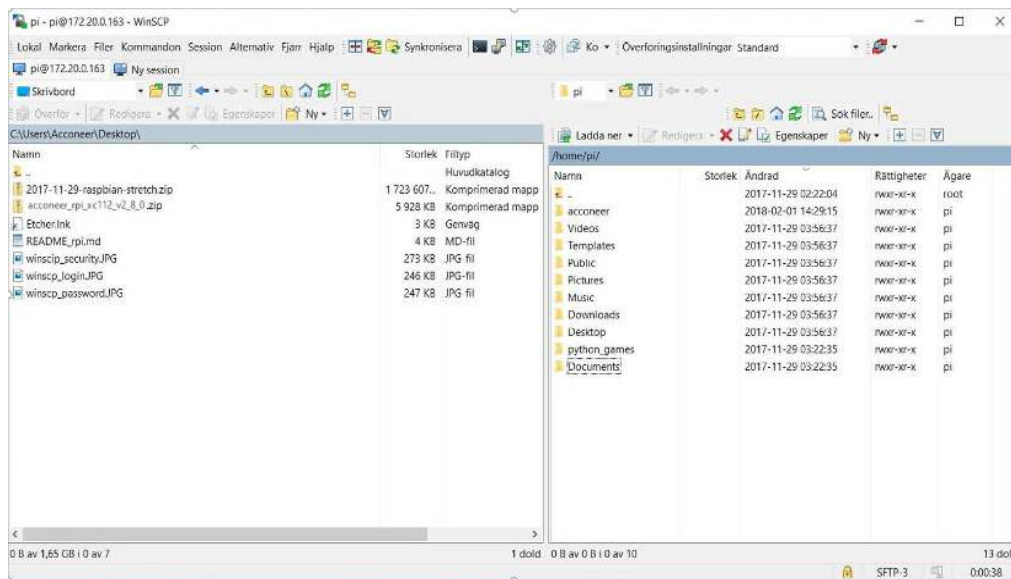 pi - pi@172.20.0.163 - WinSCP
Lokal Markera Filer Kommandon Session Alternativ Fjärr Hjälp Synkronisera Ko Överföringsinställningar Standard
pi@172.20.0.163 Ny session
Skrivbord
Överför Redigera Egenskaper Ny
C:\Users\Acconeer\Desktop\
Namn Storlek Filtyp
.. Huvudkatalog
2017-11-29-raspbian-stretch.zip 1 723 607... Komprimerad mapp
acconeer_rpi_xc112_v2_8_0.zip 5 928 KB Komprimerad mapp
Etcher.lnk 3 KB Genväg
README_rpi.md 4 KB MD-fil
winscip_security.JPG 273 KB JPG-fil
winscp_login.JPG 246 KB JPG-fil
winscp_password.JPG 247 KB JPG-fil
0 B av 1,65 GB i 0 av 7 1 dold
pi
Sök filer..
Ladda ner Redigera Egenskaper Ny
/home/pi/
Namn Storlek Ändrad Rättigheter Ägare
.. 2017-11-29 02:22:04 rwxr-xr-x root
acconeer 2018-02-01 14:29:15 rwxr-xr-x pi
Videos 2017-11-29 03:56:37 rwxr-xr-x pi
Templates 2017-11-29 03:56:37 rwxr-xr-x pi
Public 2017-11-29 03:56:37 rwxr-xr-x pi
Pictures 2017-11-29 03:56:37 rwxr-xr-x pi
Music 2017-11-29 03:56:37 rwxr-xr-x pi
Downloads 2017-11-29 03:56:37 rwxr-xr-x pi
Desktop 2017-11-29 03:56:37 rwxr-xr-x pi
python_games 2017-11-29 03:22:35 rwxr-xr-x pi
Documents 2017-11-29 03:22:35 rwxr-xr-x pi
0 B av 0 B i 0 av 10 13 dol
SFTP-3 0:00:38